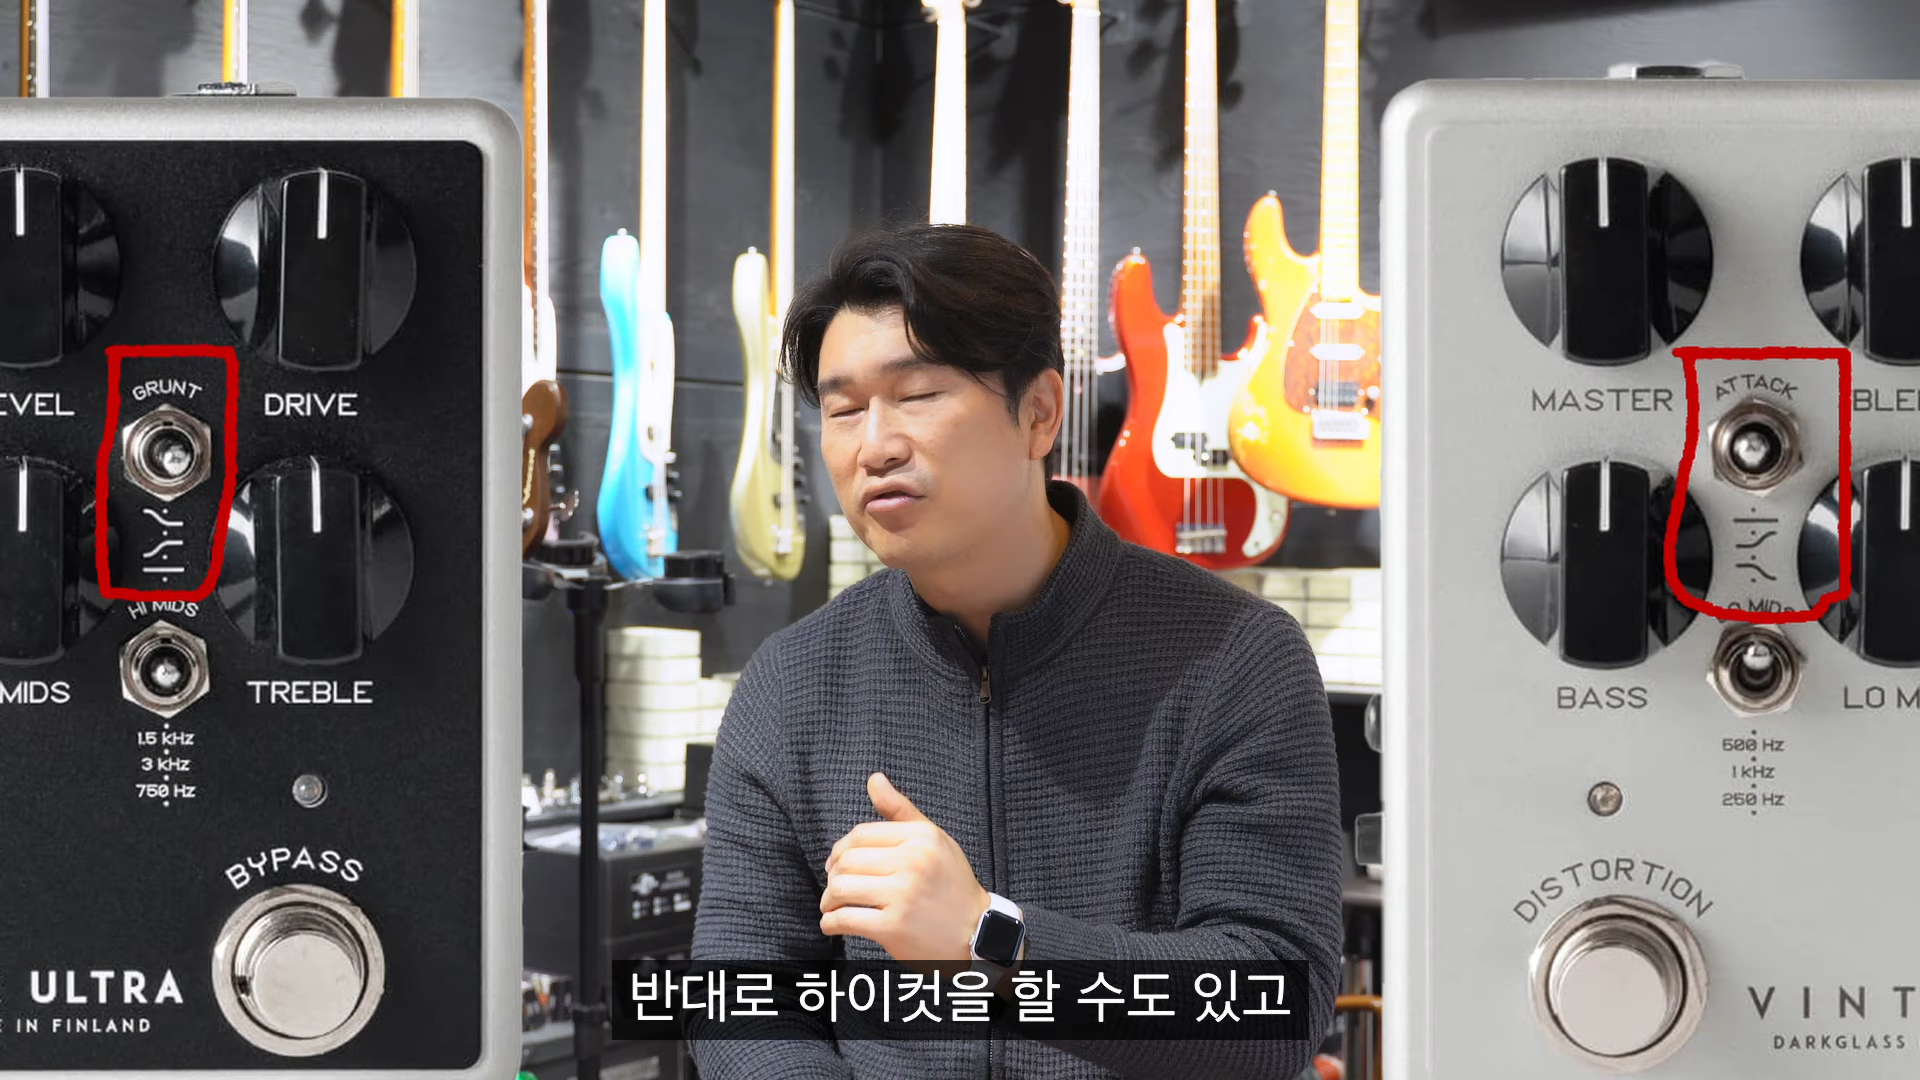 GRUNT
EVEL
DRIVE
HI MIDS
MIDS
TREBLE
1.5 kHz
3 kHz
750 Hz
BYPASS
ULTRA
IN FINLAND
ATTACK
MASTER
BLE
MIDS
BASS
LO M
500 Hz
1 kHz
250 Hz
DISTORTION
VINT
DARKGLASS
반대로 하이컷을 할 수도 있고